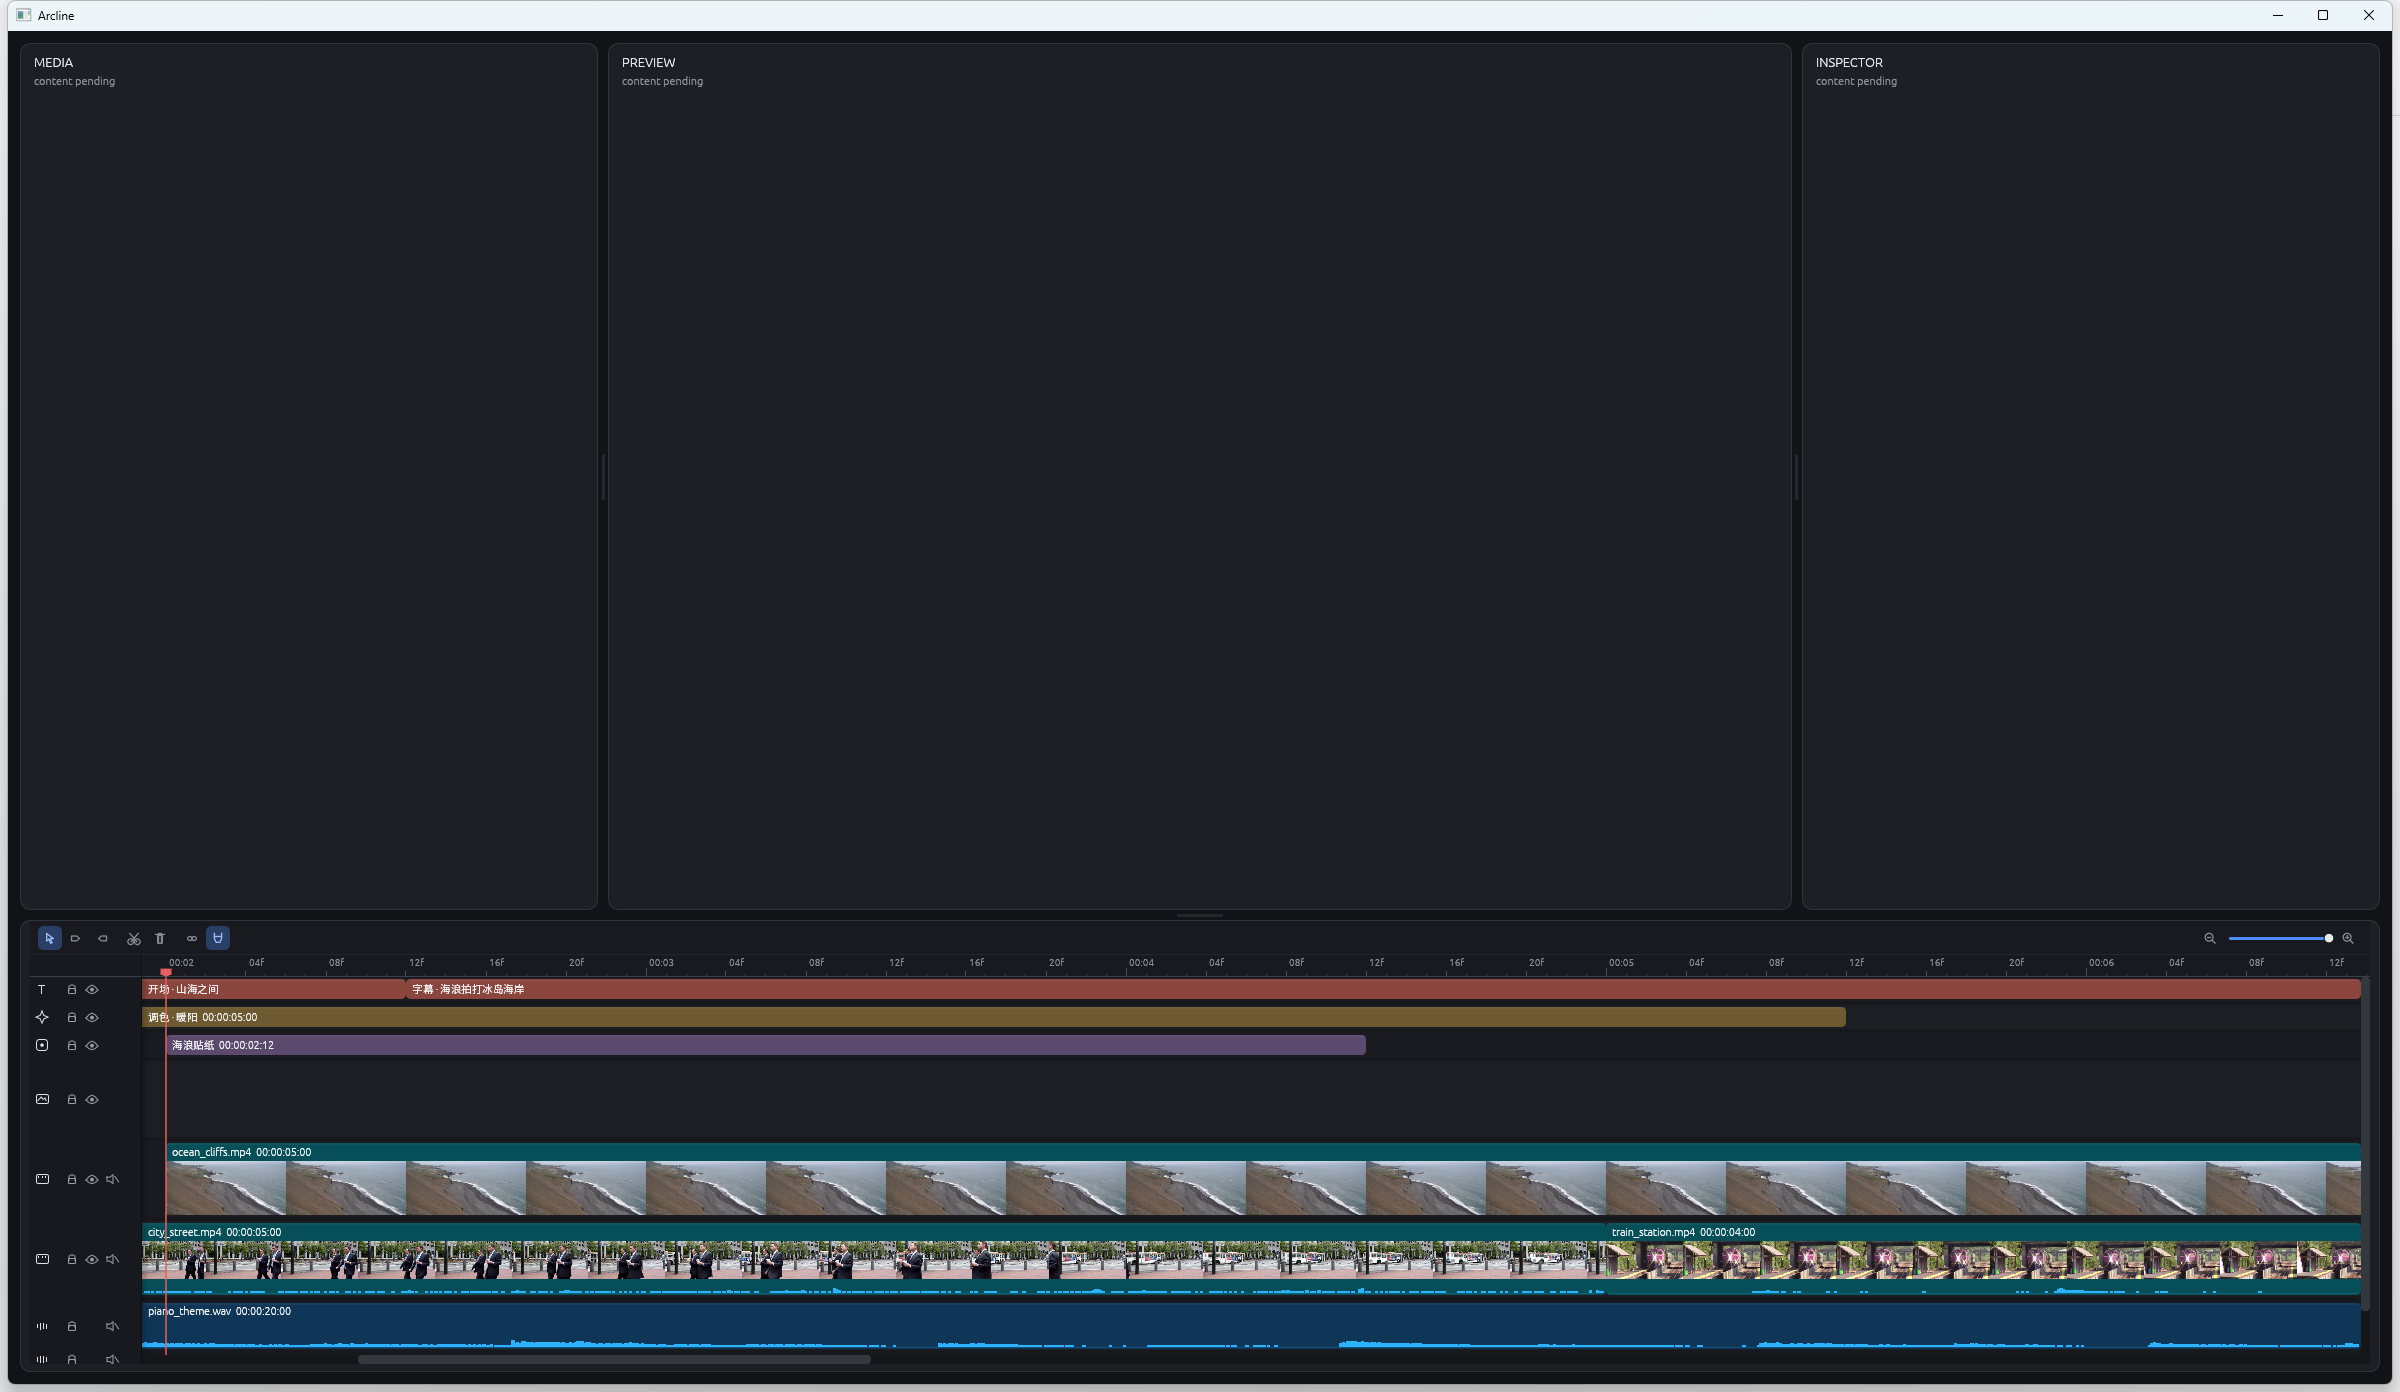 Arcline
MEDIA
content pending
PREVIEW
content pending
INSPECTOR
content pending
00:02 04f 08f 12f 16f 20f 00:03 04f 08f 12f 16f 20f 00:04 04f 08f 12f 16f 20f 00:05 04f 08f 12f 16f 20f 00:06 04f 08f 12f
T 开场·山海之间 字幕·海浪拍打冰岛海岸
调色·暖阳 00:00:05:00
海浪贴纸 00:00:02:12
ocean_cliffs.mp4 00:00:05:00
city_street.mp4 00:00:05:00 train_station.mp4 00:00:04:00
piano_theme.wav 00:00:20:00